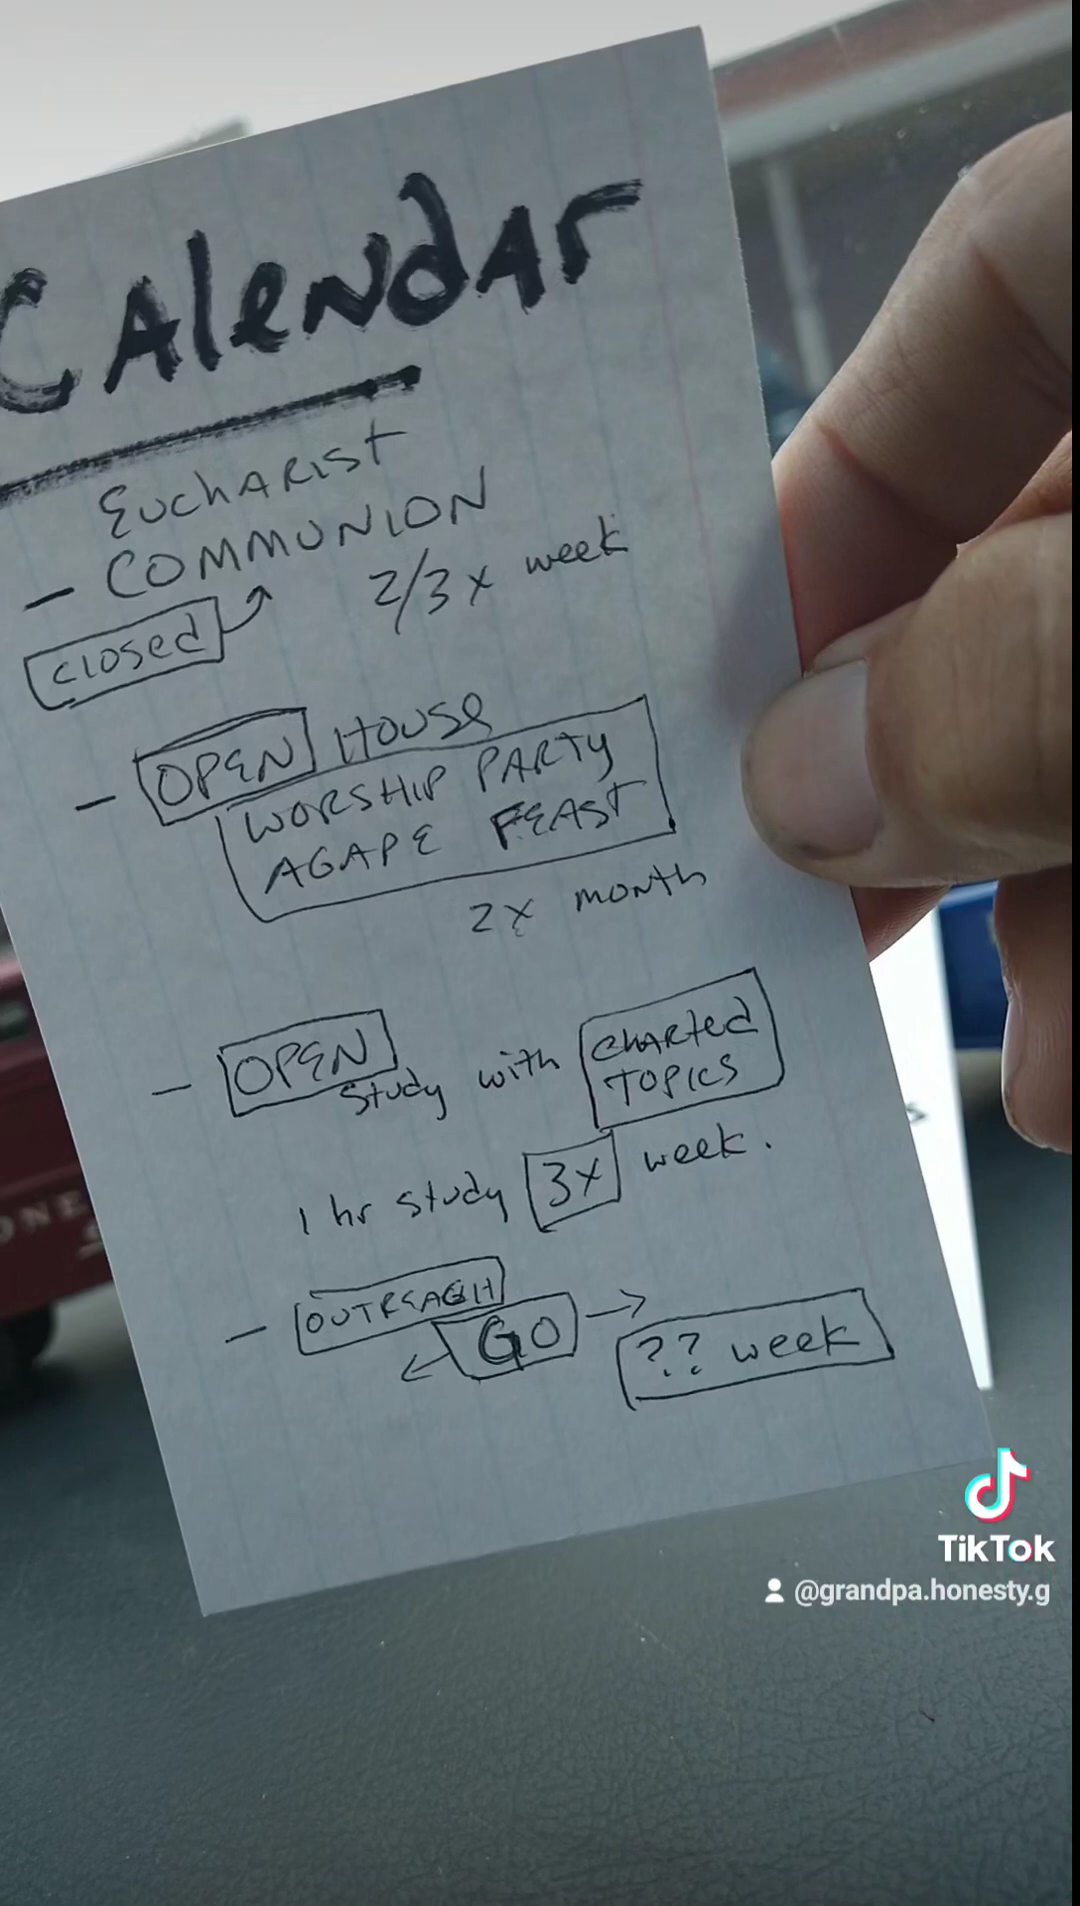 Calendar
Eucharist
- COMMUNION
closed 2/3x week
- OPEN House
WORSHIP PARTY
AGAPE FEAST
2x month
- OPEN
Study with charted
TOPICS
1 hr study 3x week.
- OUTREACH
GO
?? week
TikTok
@grandpa.honesty.g